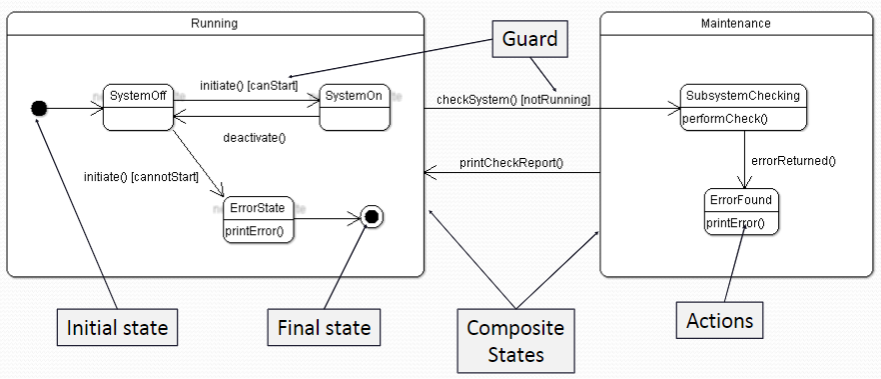 Running
Maintenance
Guard
initiate() [canStart]
SystemOff
SystemOn
checkSystem() [notRunning]
SubsystemChecking
performCheck()
deactivate()
printCheckReport()
errorReturned()
initiate() [cannotStart]
ErrorState
printError()
ErrorFound
printError()
Initial state
Final state
Composite
States
Actions